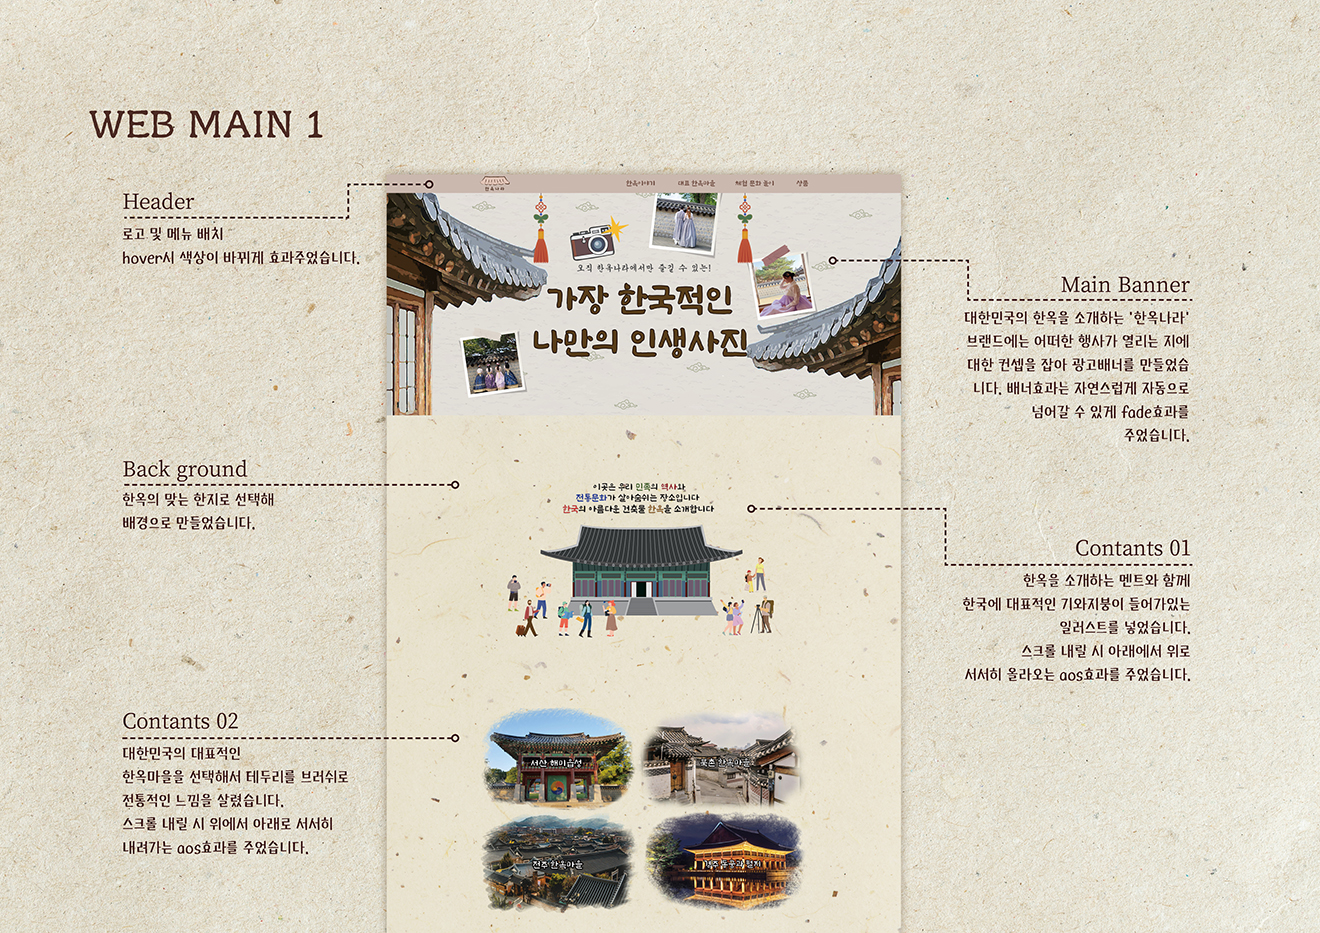 WEB MAIN 1
Header
로고 및 메뉴 배치
hover시 색상이 바뀌게 효과주었습니다.
한옥나라
한옥이야기 대표 한옥마을 체험 문화 놀이 상품
오직 한옥나라에서만 즐길 수 있는!
가장 한국적인
나만의 인생사진
Main Banner
대한민국의 한옥을 소개하는 '한옥나라'
브랜드에는 어떠한 행사가 열리는 지에
대한 컨셉을 잡아 광고배너를 만들었습
니다. 배너효과는 자연스럽게 자동으로
넘어갈 수 있게 fade효과를
주었습니다.
Back ground
한옥의 맞는 한지로 선택해
배경으로 만들었습니다.
이곳은 우리 민족의 역사와
전통문화가 살아숨쉬는 장소입니다
한국의 아름다운 건축물 한옥을 소개합니다
Contants 01
한옥을 소개하는 멘트와 함께
한국에 대표적인 기와지붕이 들어가있는
일러스트를 넣었습니다.
스크롤 내릴 시 아래에서 위로
서서히 올라오는 aos효과를 주었습니다.
Contants 02
대한민국의 대표적인
한옥마을을 선택해서 테두리를 브러쉬로
전통적인 느낌을 살렸습니다.
스크롤 내릴 시 위에서 아래로 서서히
내려가는 aos효과를 주었습니다.
서산 해미읍성
북촌 한옥마을
전주 한옥마을
경주 동궁과 월지